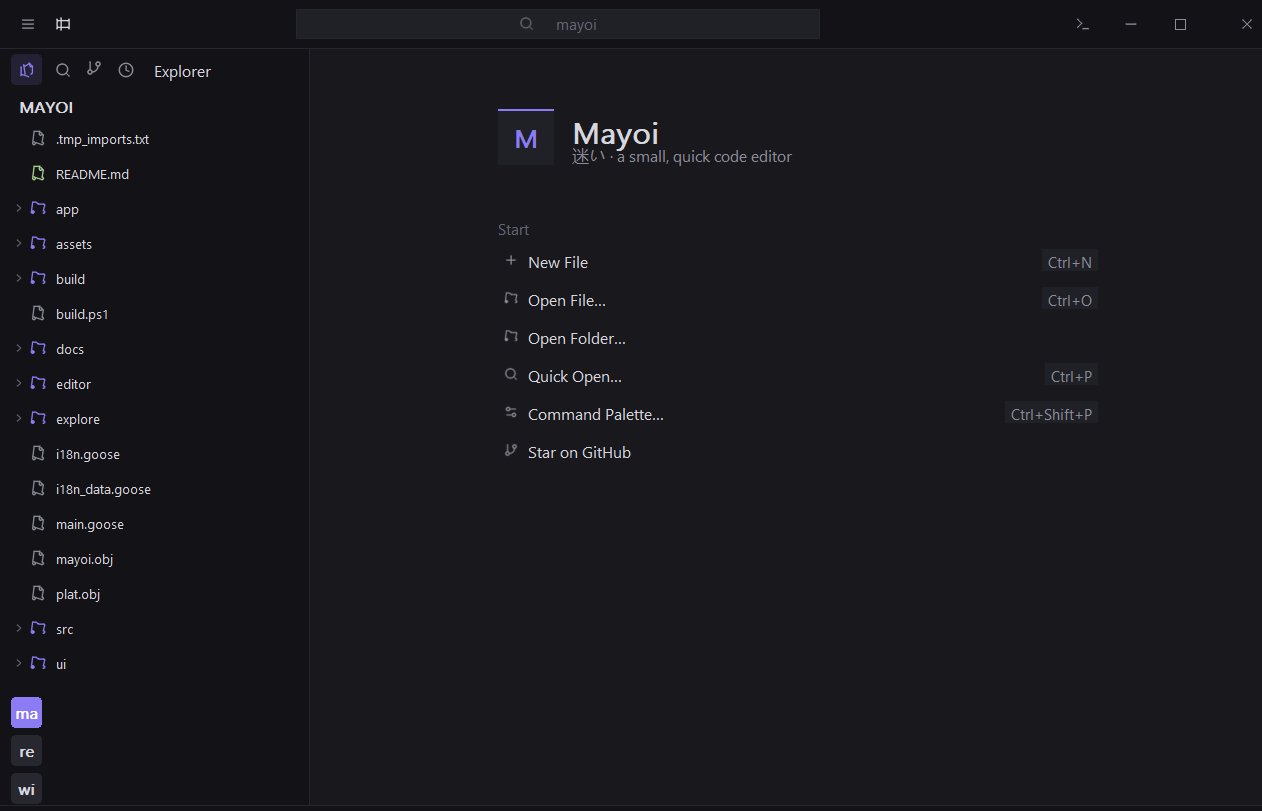 mayoi
Explorer
MAYOI
.tmp_imports.txt
README.md
app
assets
build
build.ps1
docs
editor
explore
i18n.goose
i18n_data.goose
main.goose
mayoi.obj
plat.obj
src
ui
ma
re
wi
M
Mayoi
迷い · a small, quick code editor
Start
New File Ctrl+N
Open File... Ctrl+O
Open Folder...
Quick Open... Ctrl+P
Command Palette... Ctrl+Shift+P
Star on GitHub